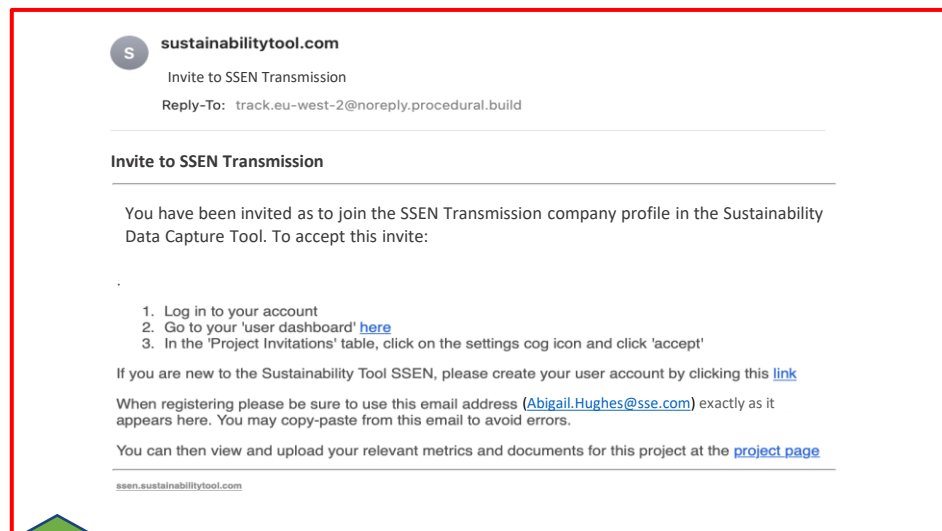 S
sustainabilitytool.com
Invite to SSEN Transmission
Reply-To: track.eu-west-2@noreply.procedural.build
Invite to SSEN Transmission
You have been invited as to join the SSEN Transmission company profile in the Sustainability
Data Capture Tool. To accept this invite:
.
1. Log in to your account
2. Go to your 'user dashboard' here
3. In the 'Project Invitations' table, click on the settings cog icon and click 'accept'
If you are new to the Sustainability Tool SSEN, please create your user account by clicking this link
When registering please be sure to use this email address (Abigail.Hughes@sse.com) exactly as it
appears here. You may copy-paste from this email to avoid errors.
You can then view and upload your relevant metrics and documents for this project at the project page
ssen.sustainabilitytool.com